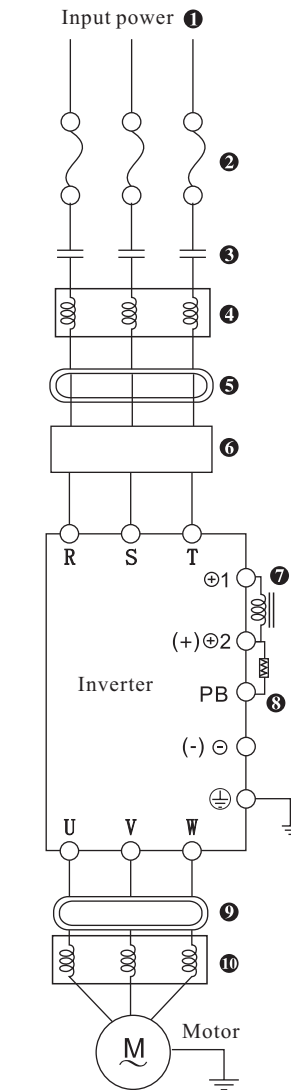 Input power ❶
❷
❸
❹
❺
❻
R S T
⊕1 ❼
(+)⊕2
Inverter
PB ❽
(-) ⊖
U V W
❾
❿
Motor
M
~